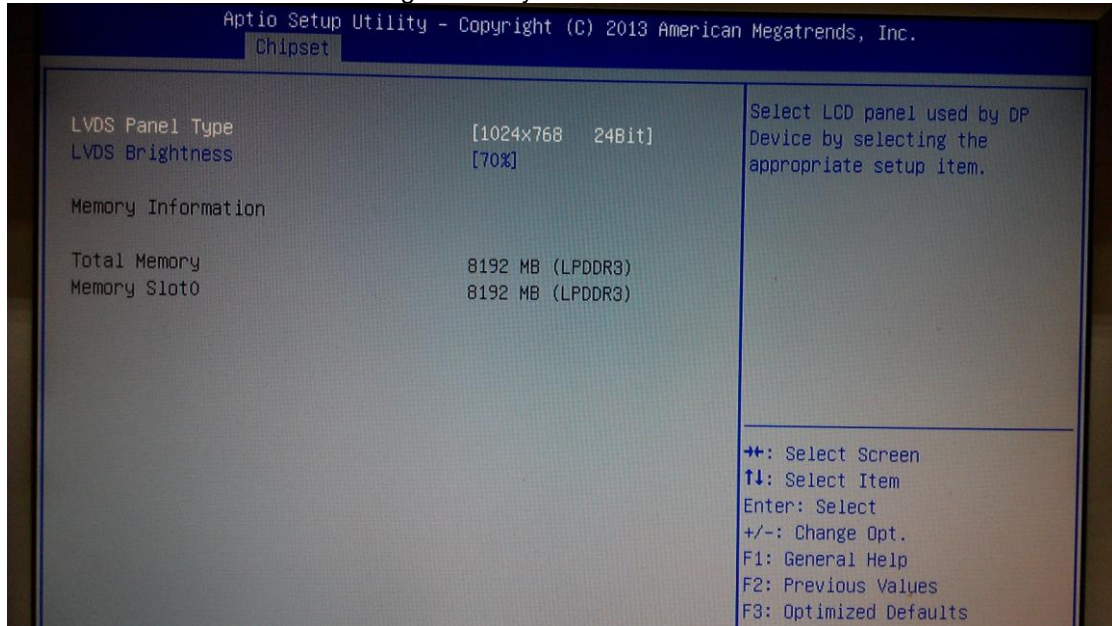 Aptio Setup Utility – Copyright (C) 2013 American Megatrends, Inc.
Chipset
LVDS Panel Type [1024x768 24Bit]
LVDS Brightness [70%]
Memory Information
Total Memory 8192 MB (LPDDR3)
Memory Slot0 8192 MB (LPDDR3)
Select LCD panel used by DP
Device by selecting the
appropriate setup item.
→←: Select Screen
↑↓: Select Item
Enter: Select
+/-: Change Opt.
F1: General Help
F2: Previous Values
F3: Optimized Defaults